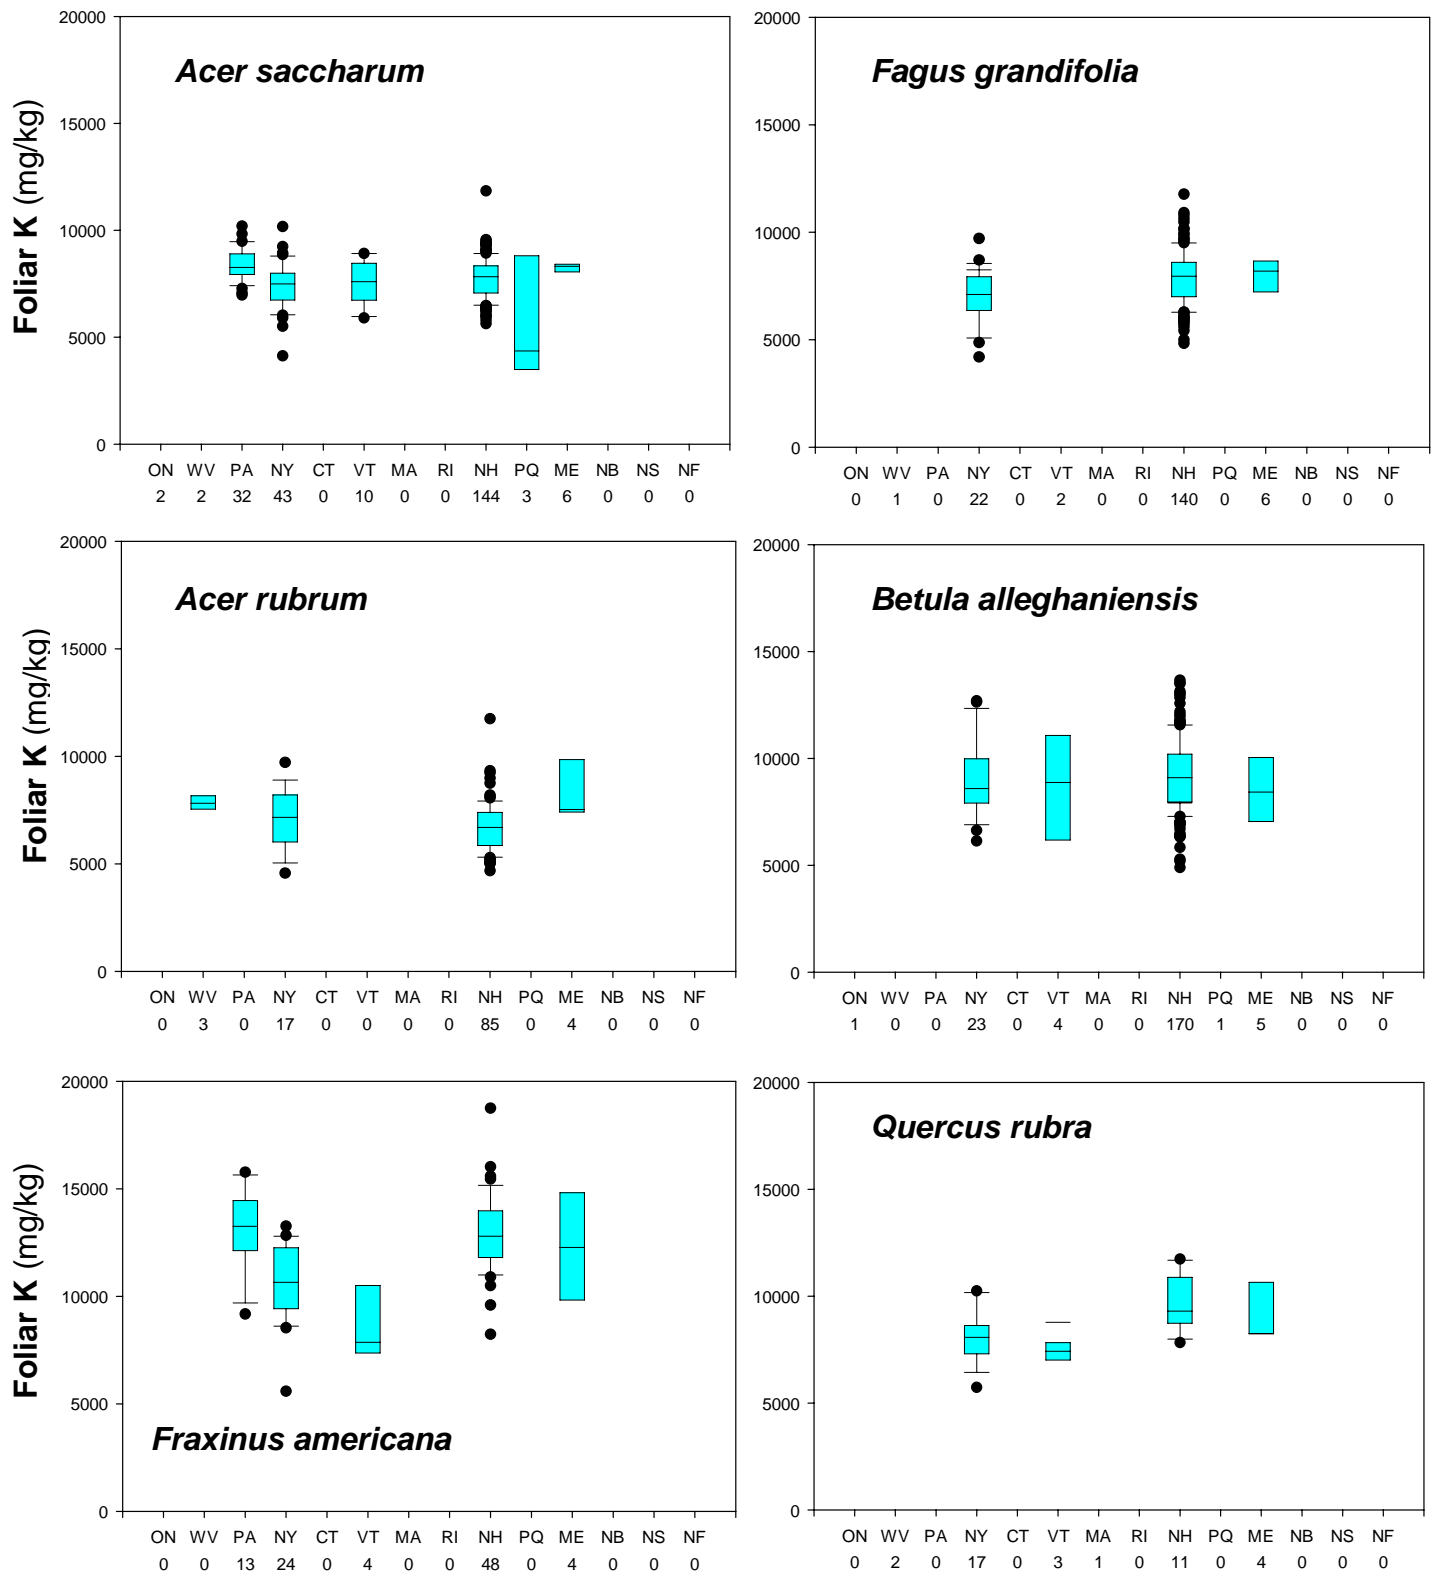 20000
Acer saccharum
15000
10000
5000
0
Foliar K (mg/kg)
ON WV PA NY CT VT MA RI NH PQ ME NB NS NF
2 2 32 43 0 10 0 0 144 3 6 0 0 0
20000
Fagus grandifolia
15000
10000
5000
0
ON WV PA NY CT VT MA RI NH PQ ME NB NS NF
0 1 0 22 0 2 0 0 140 0 6 0 0 0
20000
Acer rubrum
15000
10000
5000
0
Foliar K (mg/kg)
ON WV PA NY CT VT MA RI NH PQ ME NB NS NF
0 3 0 17 0 0 0 0 85 0 4 0 0 0
20000
Betula alleghaniensis
15000
10000
5000
0
ON WV PA NY CT VT MA RI NH PQ ME NB NS NF
1 0 0 23 0 4 0 0 170 1 5 0 0 0
20000
15000
10000
5000
Fraxinus americana
0
Foliar K (mg/kg)
ON WV PA NY CT VT MA RI NH PQ ME NB NS NF
0 0 13 24 0 4 0 0 48 0 4 0 0 0
20000
Quercus rubra
15000
10000
5000
0
ON WV PA NY CT VT MA RI NH PQ ME NB NS NF
0 2 0 17 0 3 1 0 11 0 4 0 0 0